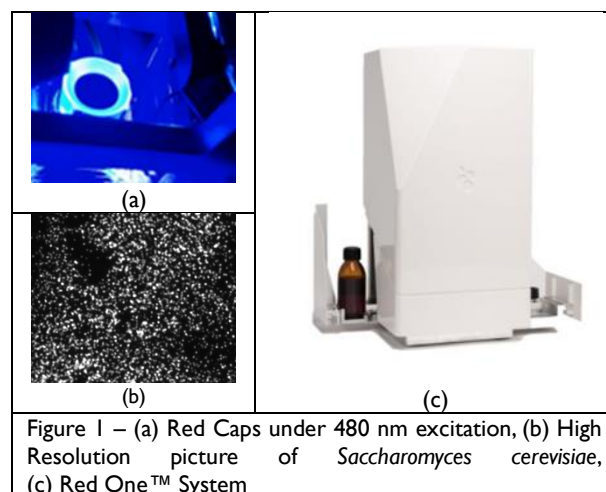 (a)
(b)
(c)
Figure 1 – (a) Red Caps under 480 nm excitation, (b) High
Resolution picture of Saccharomyces cerevisiae,
(c) Red One™ System